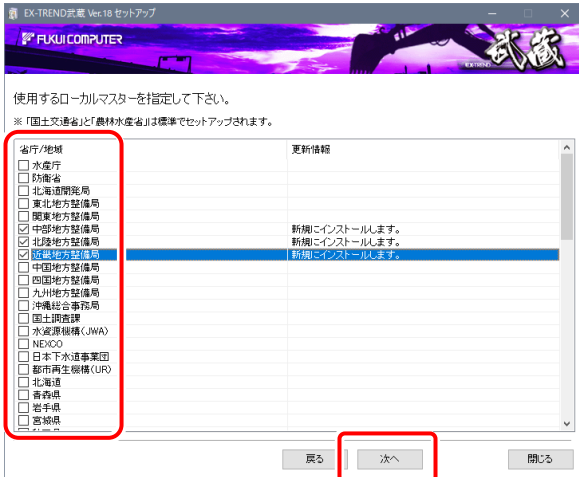 EX-TREND武蔵 Ver.18 セットアップ
FUKUI COMPUTER
武蔵
EX-TREND
使用するローカルマスターを指定して下さい。
※「国土交通省」と「農林水産省」は標準でセットアップされます。
省庁/地域 更新情報
水産庁
防衛省
北海道開発局
東北地方整備局
関東地方整備局
中部地方整備局 新規にインストールします。
北陸地方整備局 新規にインストールします。
近畿地方整備局 新規にインストールします。
中国地方整備局
四国地方整備局
九州地方整備局
沖縄総合事務局
国土調査課
水資源機構(JWA)
NEXCO
日本下水道事業団
都市再生機構(UR)
北海道
青森県
岩手県
宮城県
戻る 次へ 閉じる